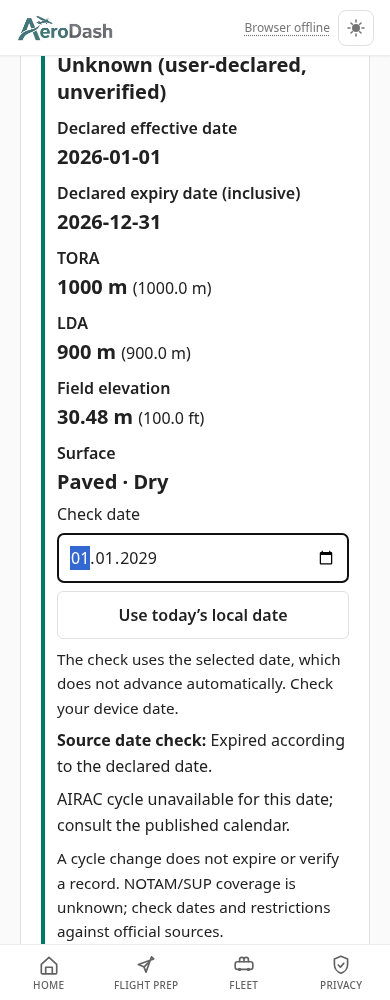 AeroDash
Browser offline
Unknown (user-declared,
unverified)
Declared effective date
2026-01-01
Declared expiry date (inclusive)
2026-12-31
TORA
1000 m (1000.0 m)
LDA
900 m (900.0 m)
Field elevation
30.48 m (100.0 ft)
Surface
Paved · Dry
Check date
01.01.2029
Use today’s local date
The check uses the selected date, which
does not advance automatically. Check
your device date.
Source date check: Expired according
to the declared date.
AIRAC cycle unavailable for this date;
consult the published calendar.
A cycle change does not expire or verify
a record. NOTAM/SUP coverage is
unknown; check dates and restrictions
against official sources.
HOME
FLIGHT PREP
FLEET
PRIVACY